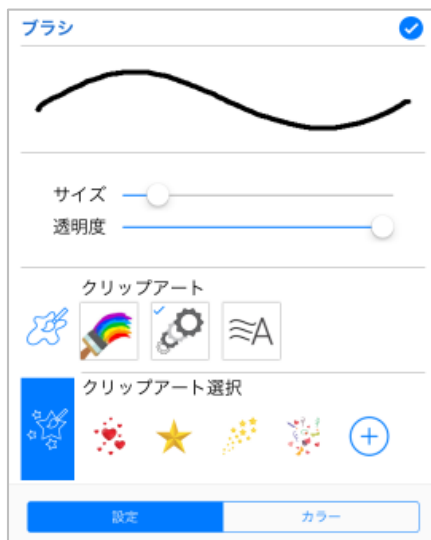 ブラシ
サイズ
透明度
クリップアート
A
クリップアート選択
設定
カラー